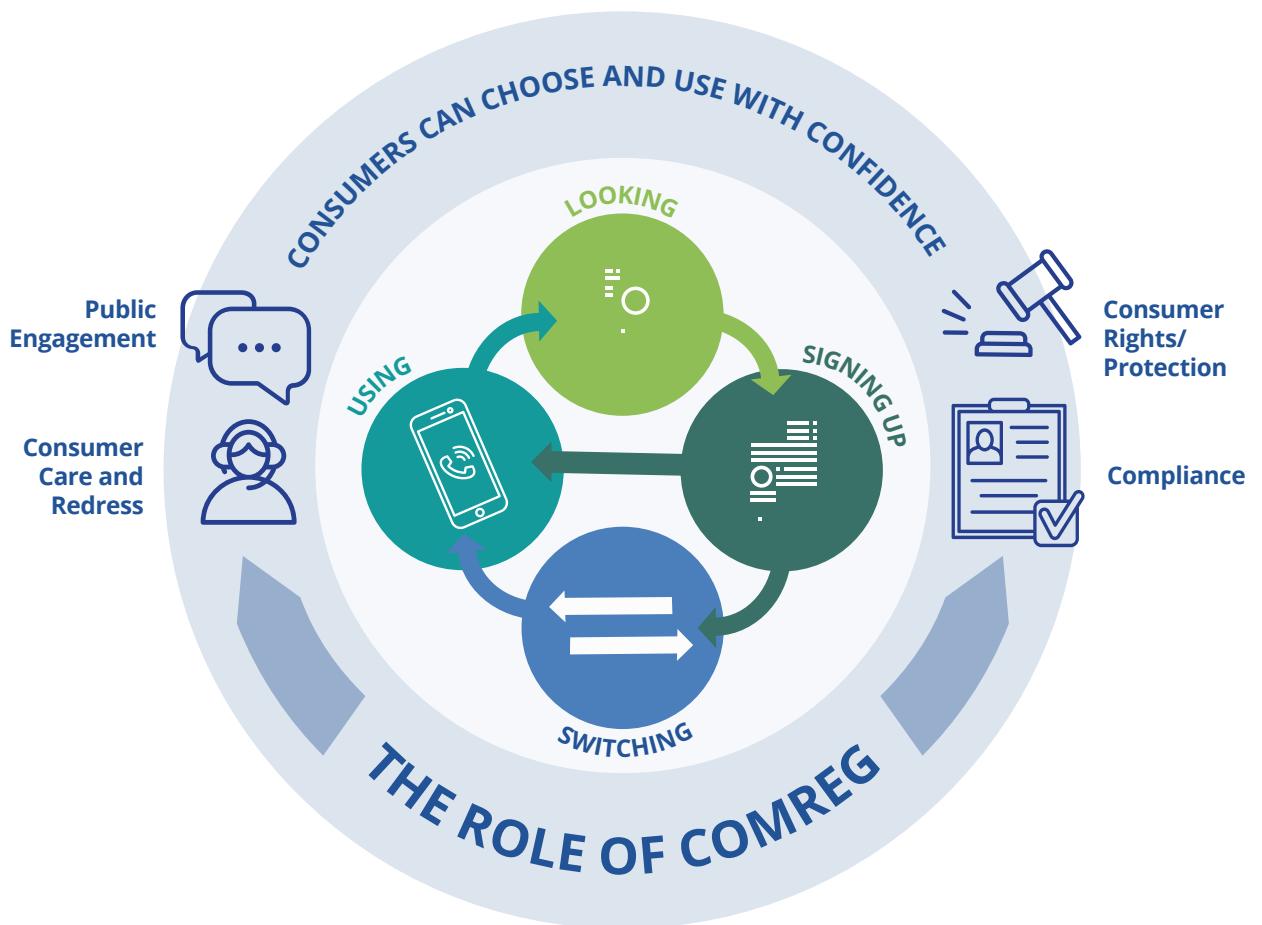 CONSUMERS CAN CHOOSE AND USE WITH CONFIDENCE
LOOKING
Public
Engagement
Consumer
Rights/
Protection
USING
SIGNING UP
Consumer
Care and
Redress
Compliance
SWITCHING
THE ROLE OF COMREG